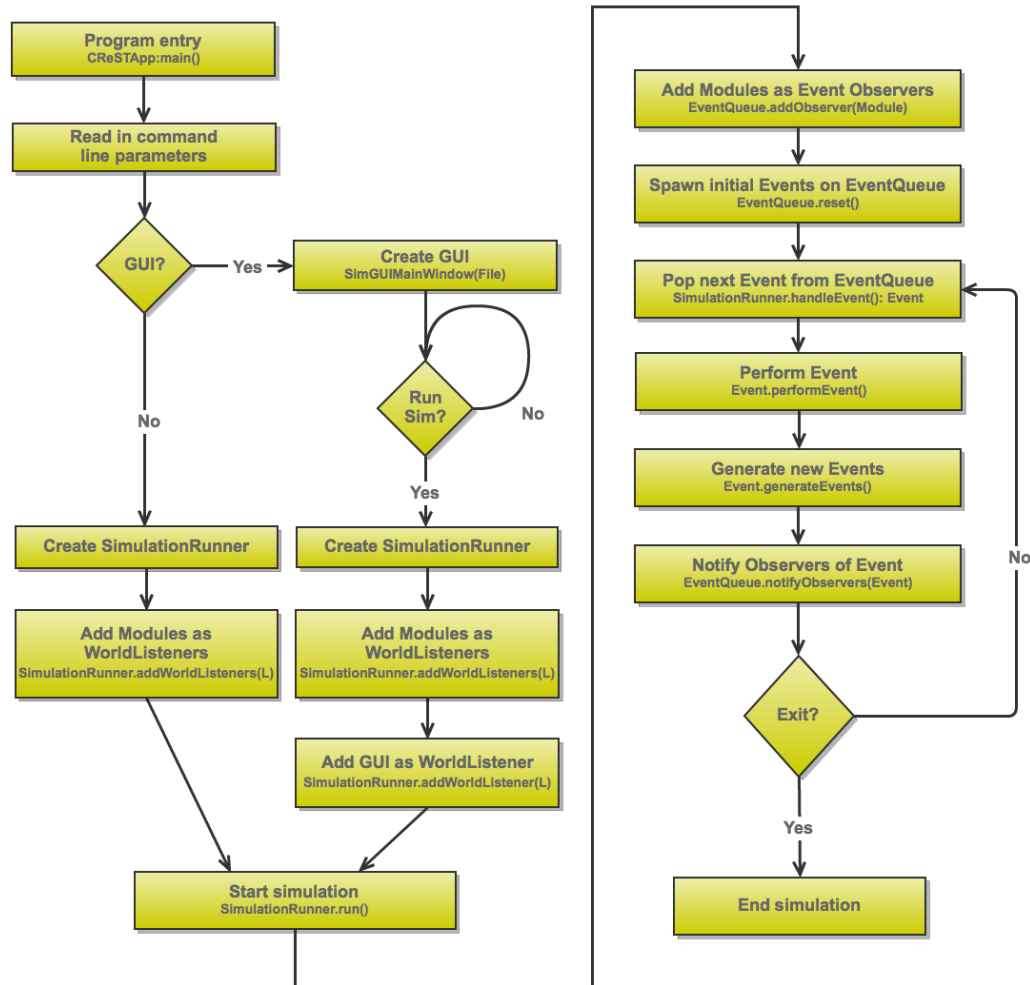 Program entry
CReSTApp:main()
Read in command
line parameters
GUI?
Yes
Create GUI
SimGUIMainWindow(File)
Run
Sim?
No
No
Yes
Create SimulationRunner
Create SimulationRunner
Add Modules as
WorldListeners
SimulationRunner.addWorldListeners(L)
Add Modules as
WorldListeners
SimulationRunner.addWorldListeners(L)
Add GUI as WorldListener
SimulationRunner.addWorldListener(L)
Start simulation
SimulationRunner.run()
Add Modules as Event Observers
EventQueue.addObserver(Module)
Spawn initial Events on EventQueue
EventQueue.reset()
Pop next Event from EventQueue
SimulationRunner.handleEvent(): Event
Perform Event
Event.performEvent()
Generate new Events
Event.generateEvents()
Notify Observers of Event
EventQueue.notifyObservers(Event)
No
Exit?
Yes
End simulation